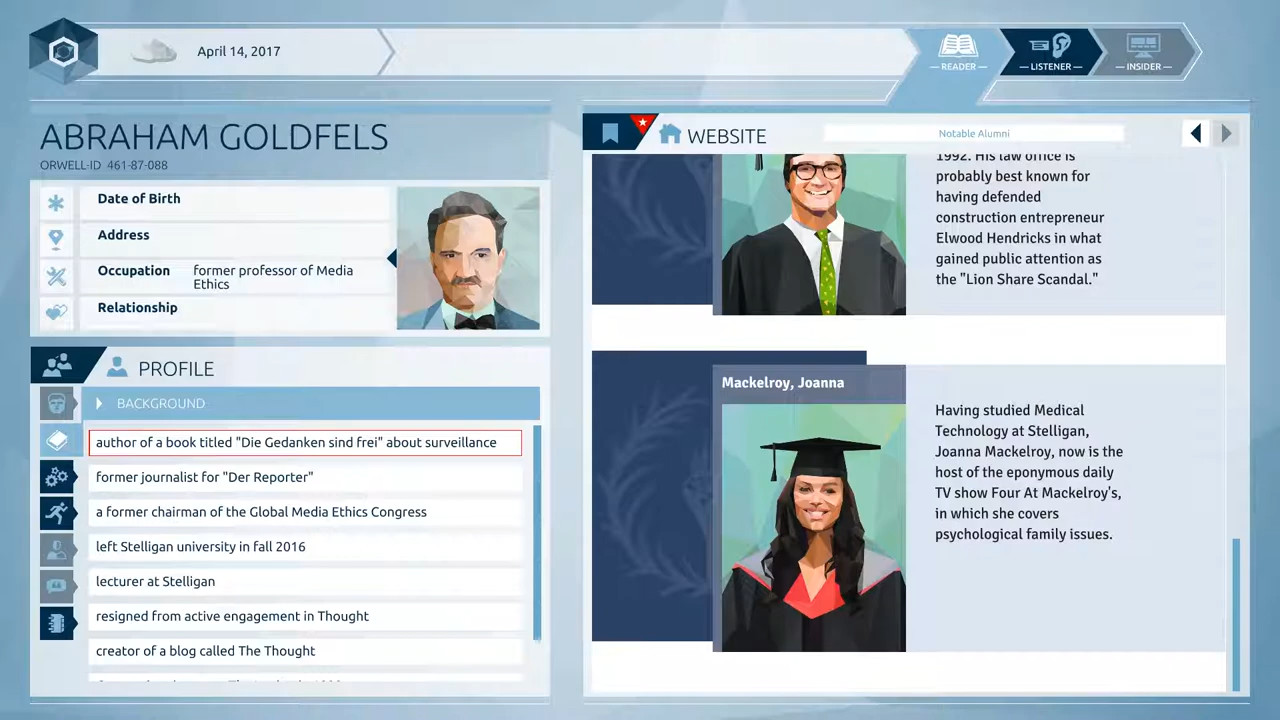 April 14, 2017
— READER —
— LISTENER —
— INSIDER —
ABRAHAM GOLDFELS
ORWELL-ID 461-87-088
Date of Birth
Address
Occupation former professor of Media
Ethics
Relationship
PROFILE
BACKGROUND
author of a book titled "Die Gedanken sind frei" about surveillance
former journalist for "Der Reporter"
a former chairman of the Global Media Ethics Congress
left Stelligan university in fall 2016
lecturer at Stelligan
resigned from active engagement in Thought
creator of a blog called The Thought
WEBSITE
Notable Alumni
1992. His law office is
probably best known for
having defended
construction entrepreneur
Elwood Hendricks in what
gained public attention as
the "Lion Share Scandal."
Mackelroy, Joanna
Having studied Medical
Technology at Stelligan,
Joanna Mackelroy, now is the
host of the eponymous daily
TV show Four At Mackelroy's,
in which she covers
psychological family issues.